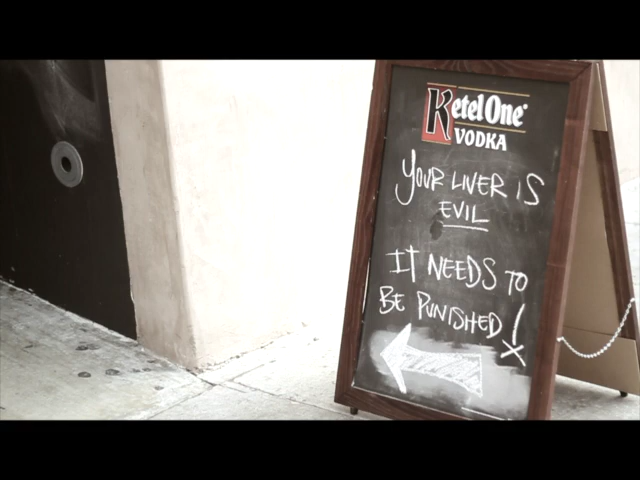 Ketel One
VODKA
YOUR LIVER IS
EVIL
IT NEEDS TO
BE PUNISHED!